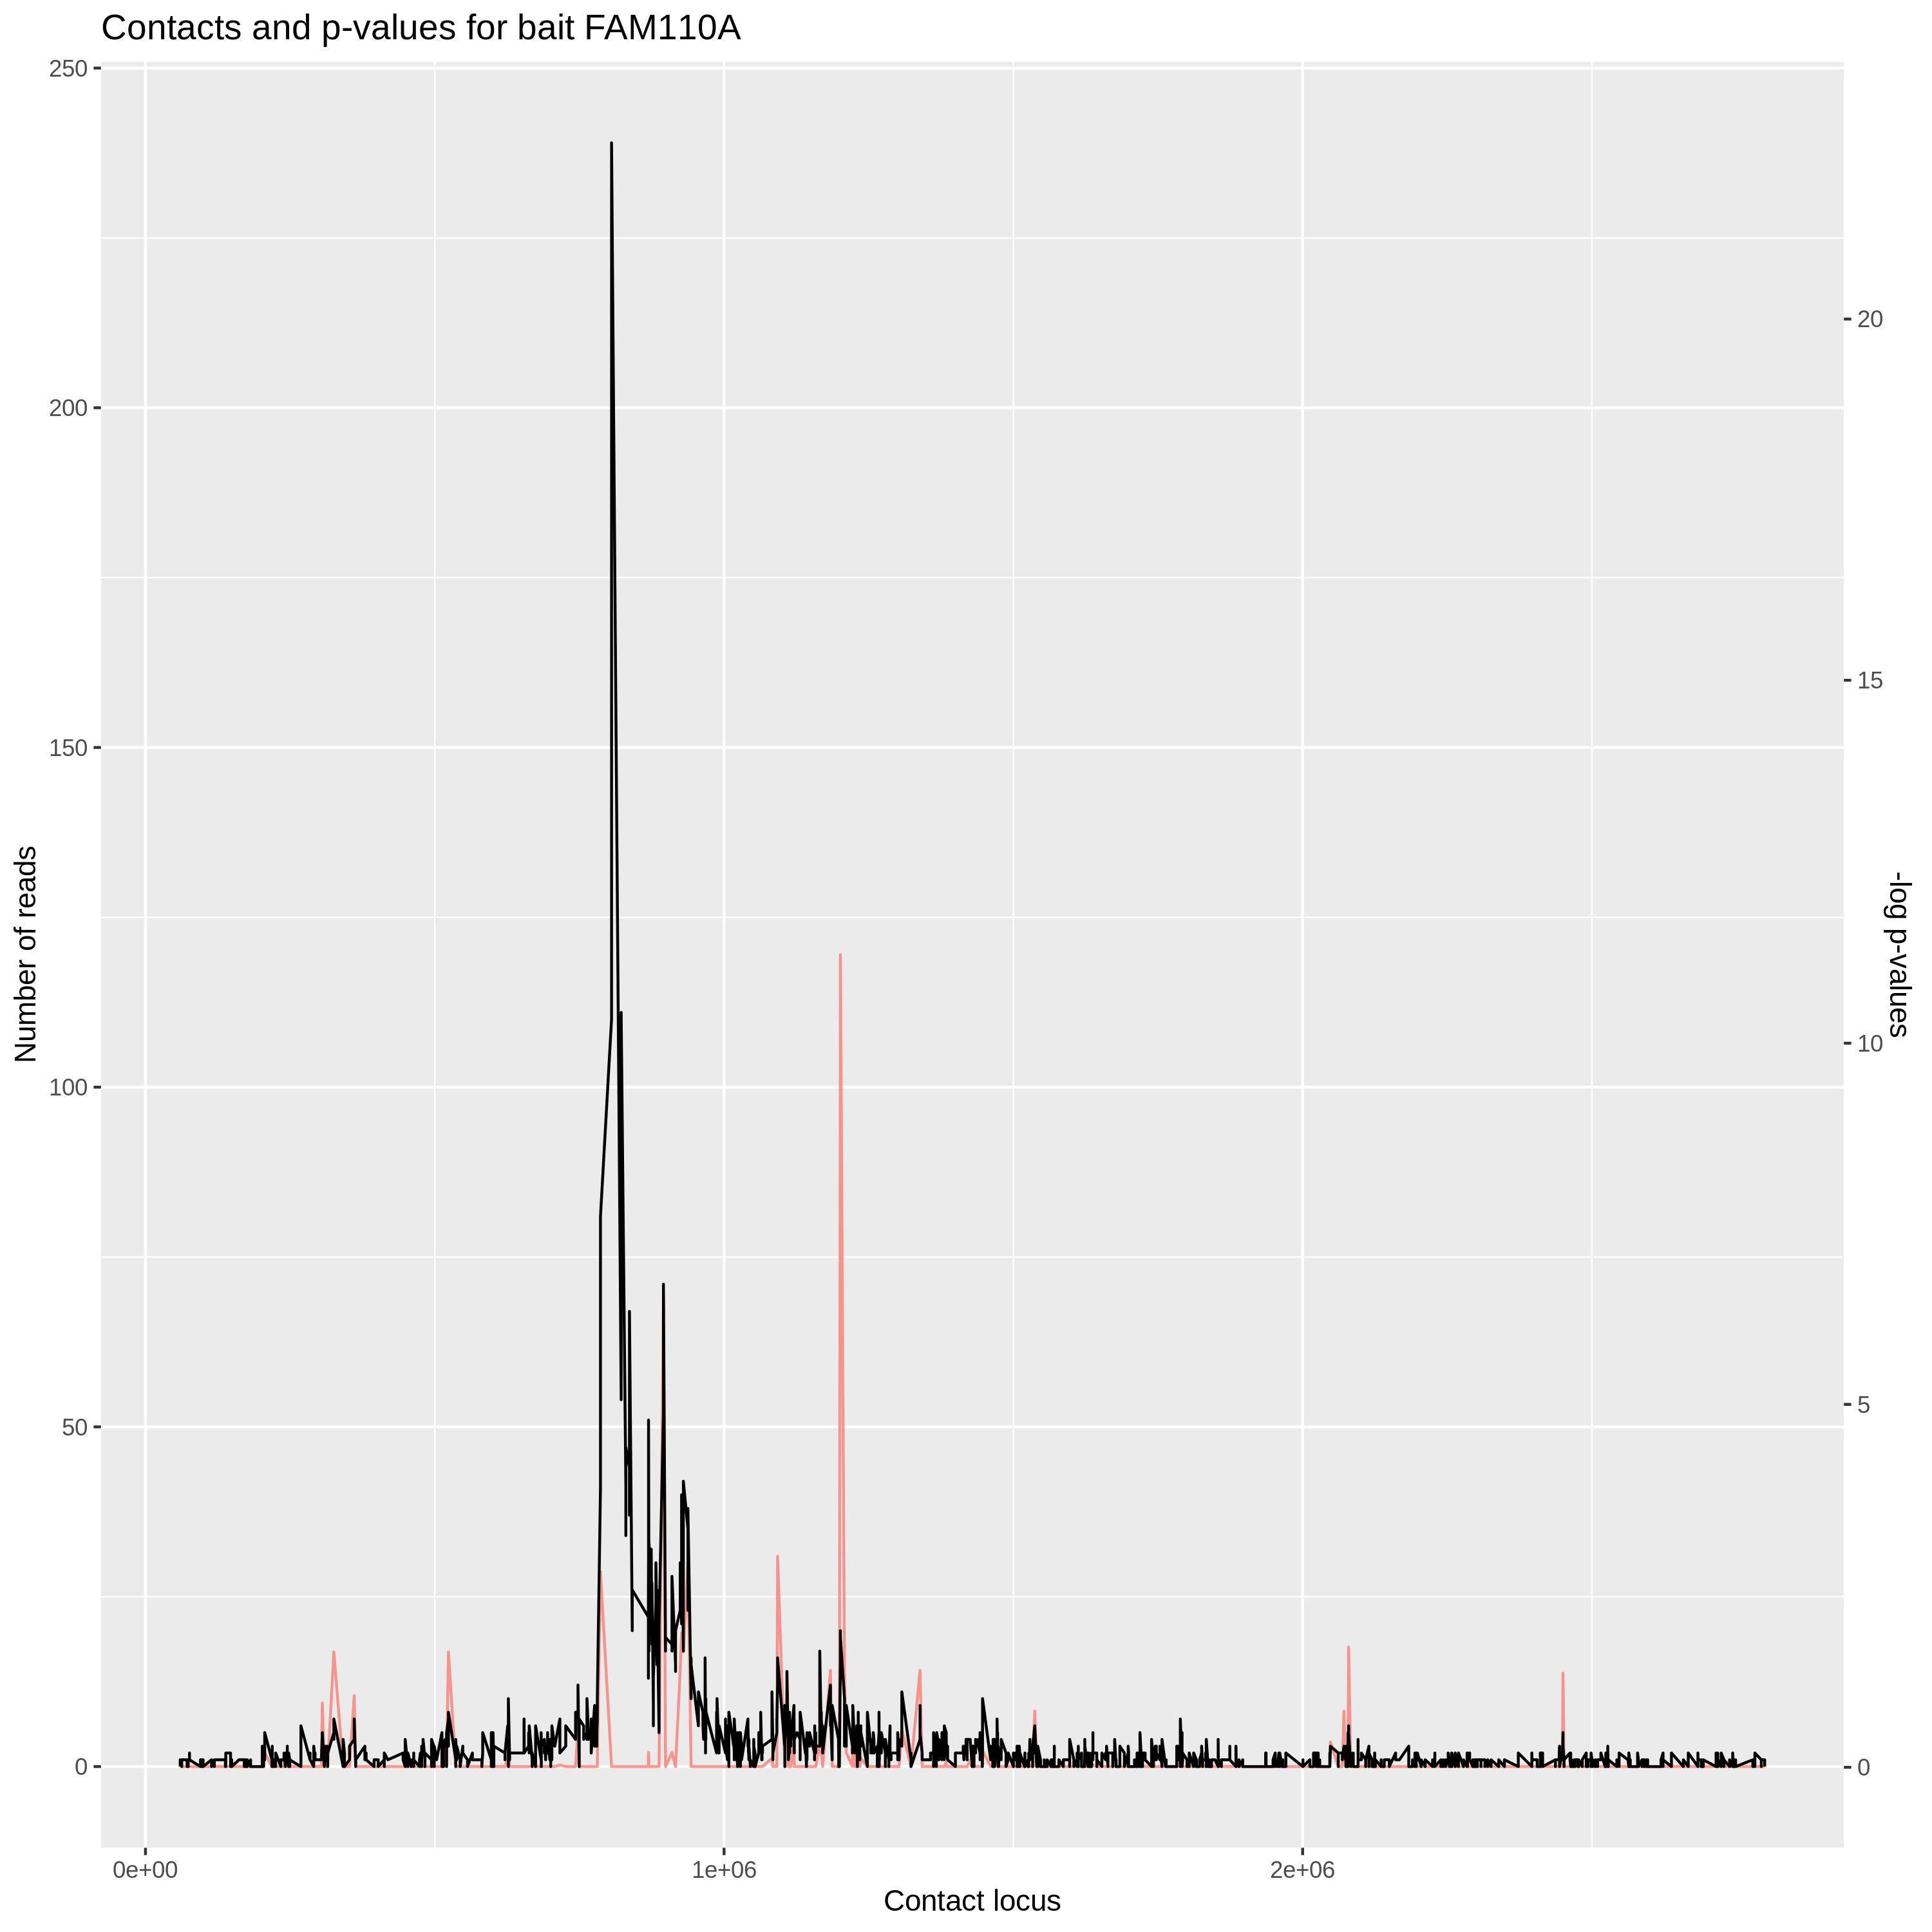 Contacts and p-values for bait FAM110A
250
200
150
100
50
0
Number of reads
20
15
10
5
0
-log p-values
0e+00
1e+06
2e+06
Contact locus